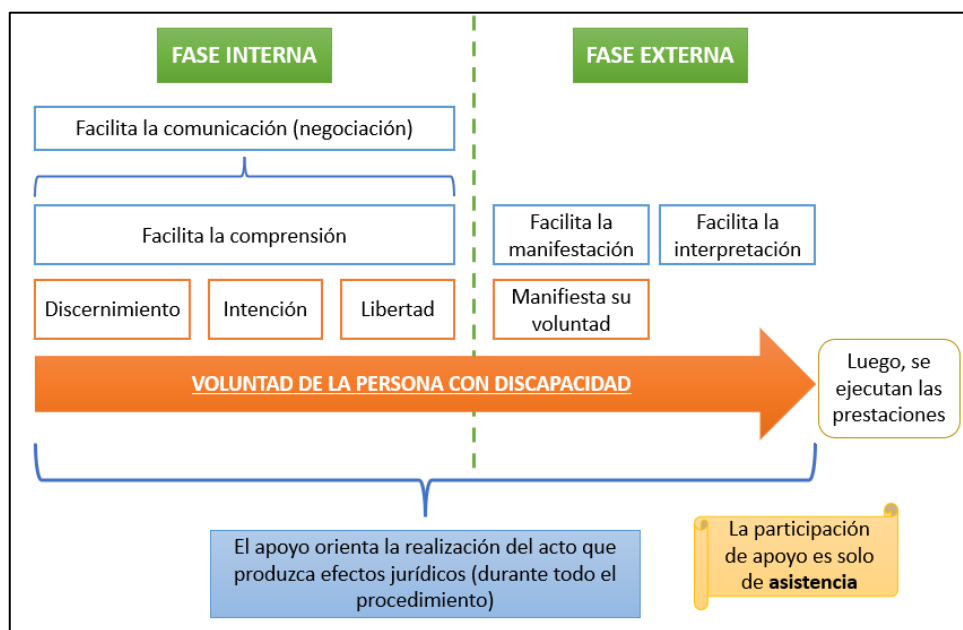 FASE INTERNA
FASE EXTERNA
Facilita la comunicación (negociación)
Facilita la comprensión
Facilita la
manifestación
Facilita la
interpretación
Discernimiento
Intención
Libertad
Manifiesta su
voluntad
VOLUNTAD DE LA PERSONA CON DISCAPACIDAD
Luego, se
ejecutan las
prestaciones
El apoyo orienta la realización del acto que
produzca efectos jurídicos (durante todo el
procedimiento)
La participación
de apoyo es solo
de asistencia